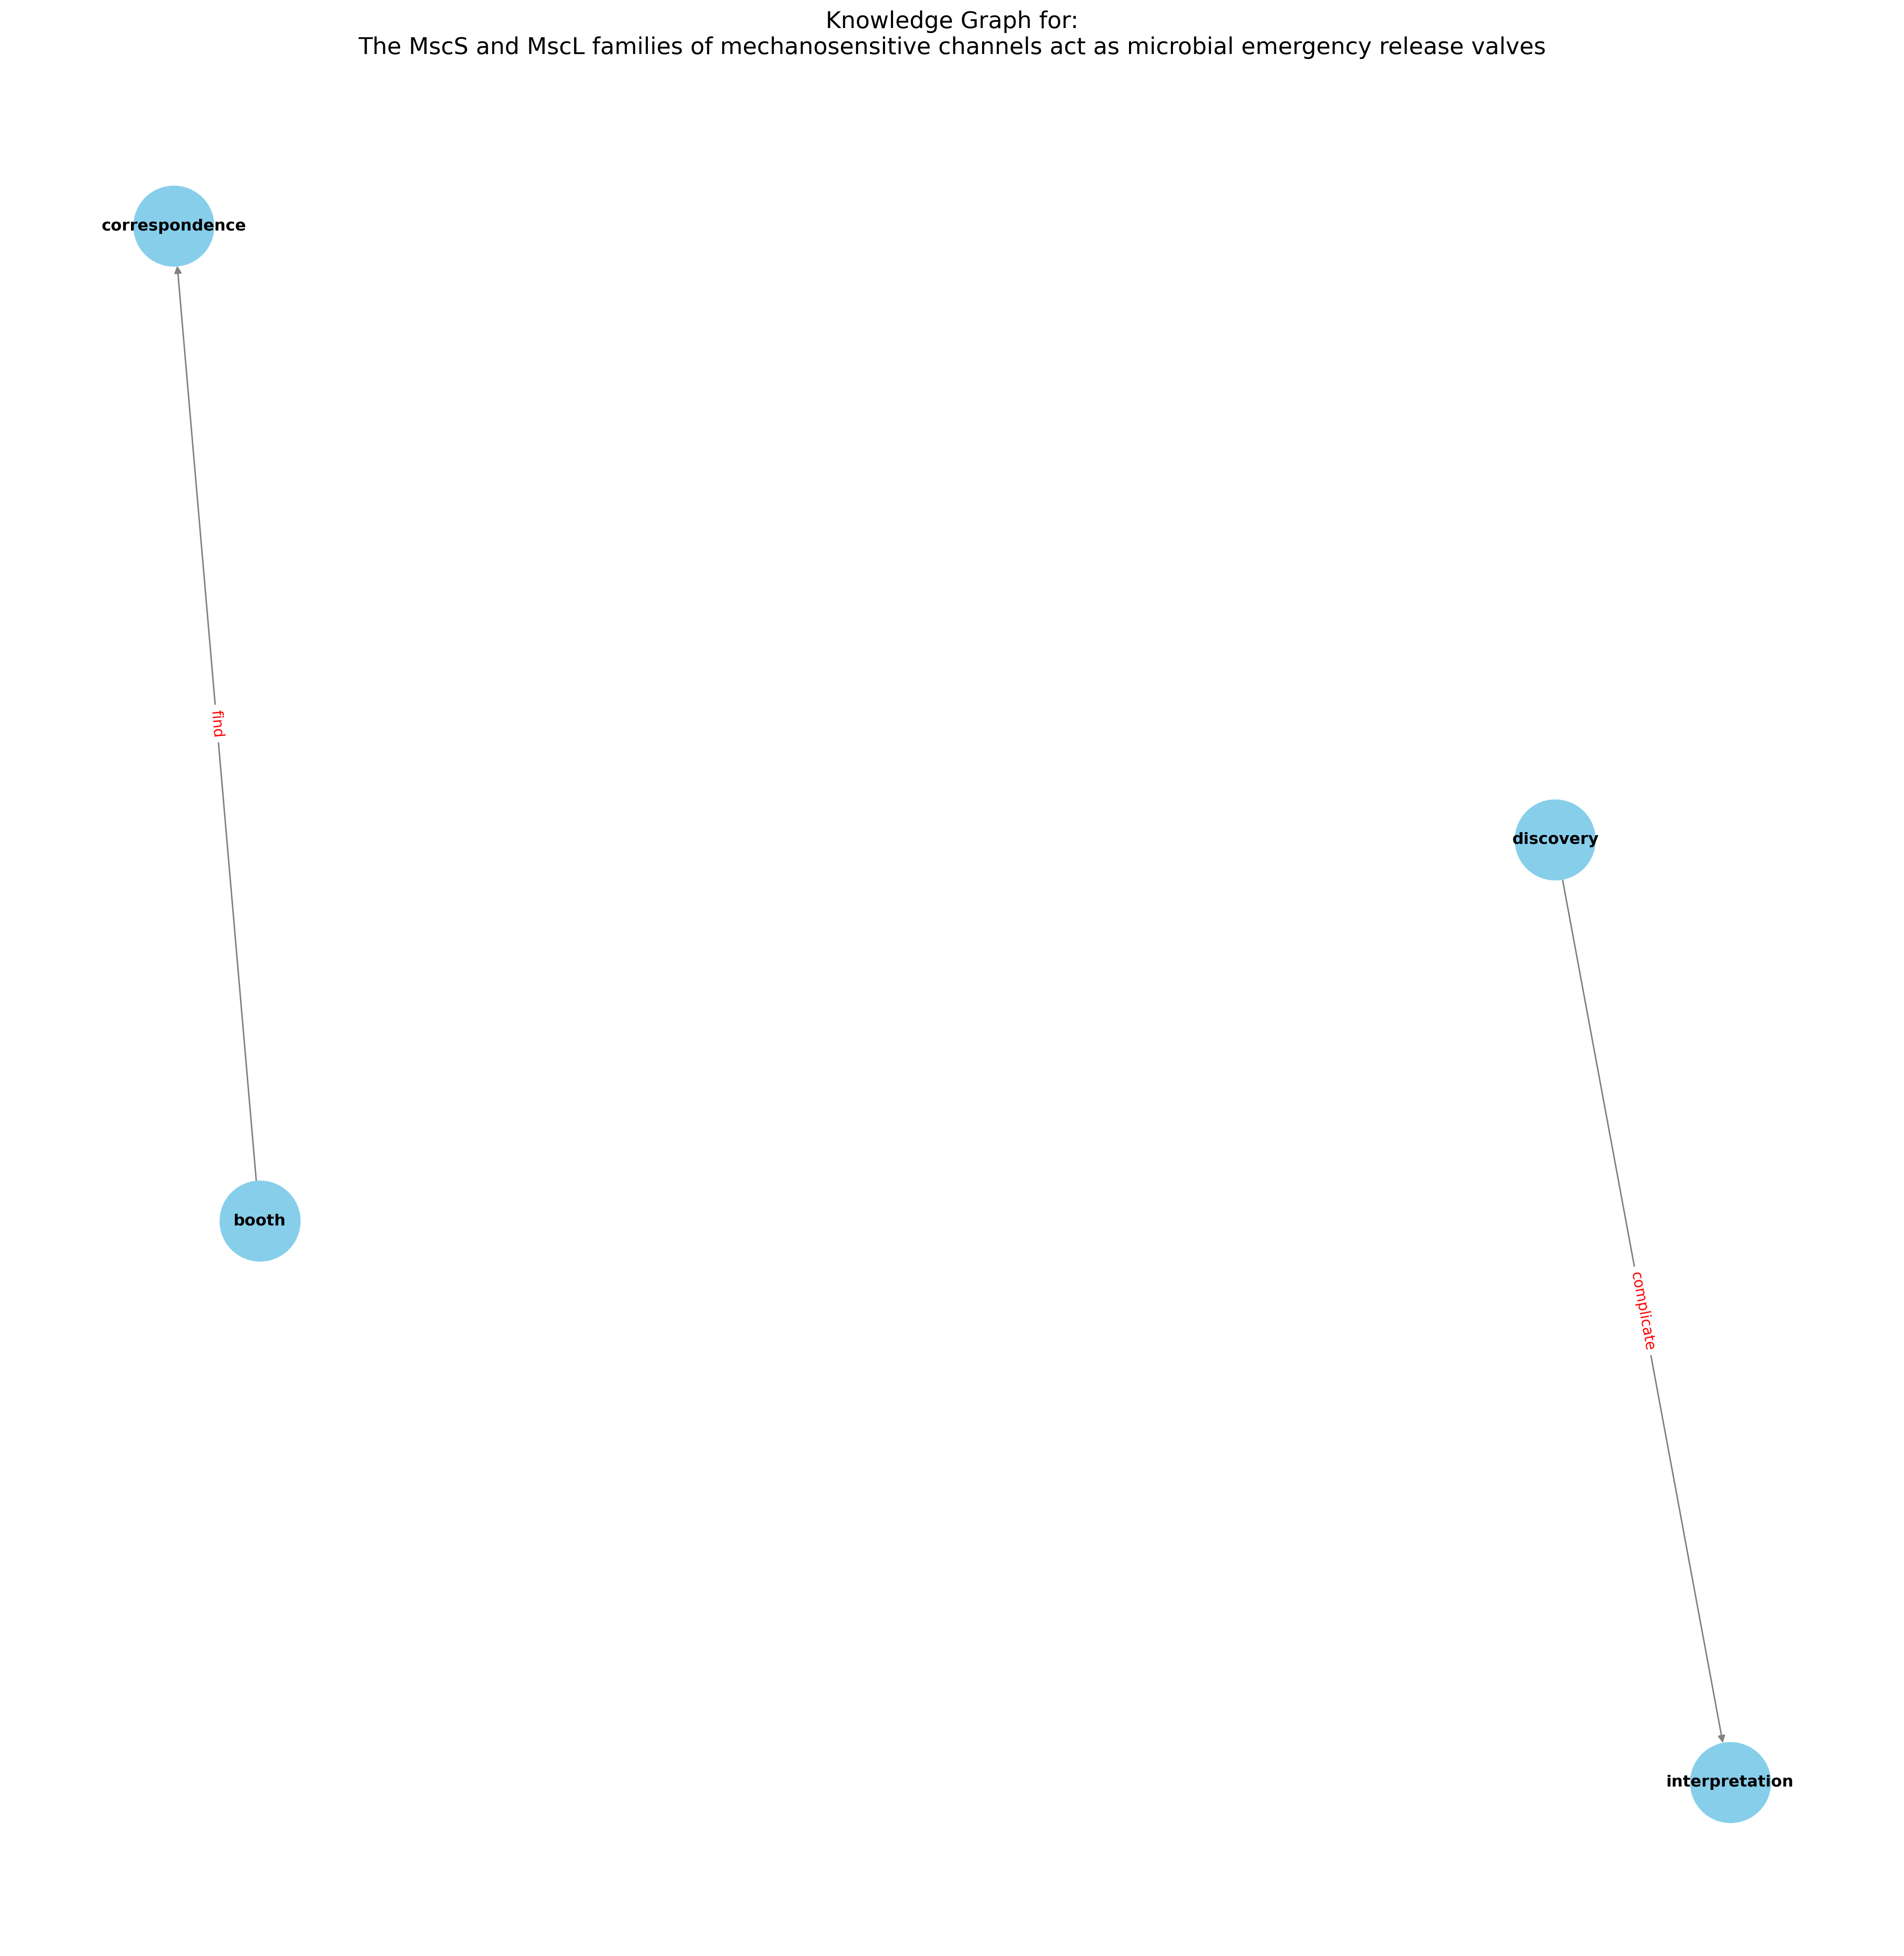 Knowledge Graph for:
The MscS and MscL families of mechanosensitive channels act as microbial emergency release valves
correspondence
find
discovery
booth
complicate
interpretation